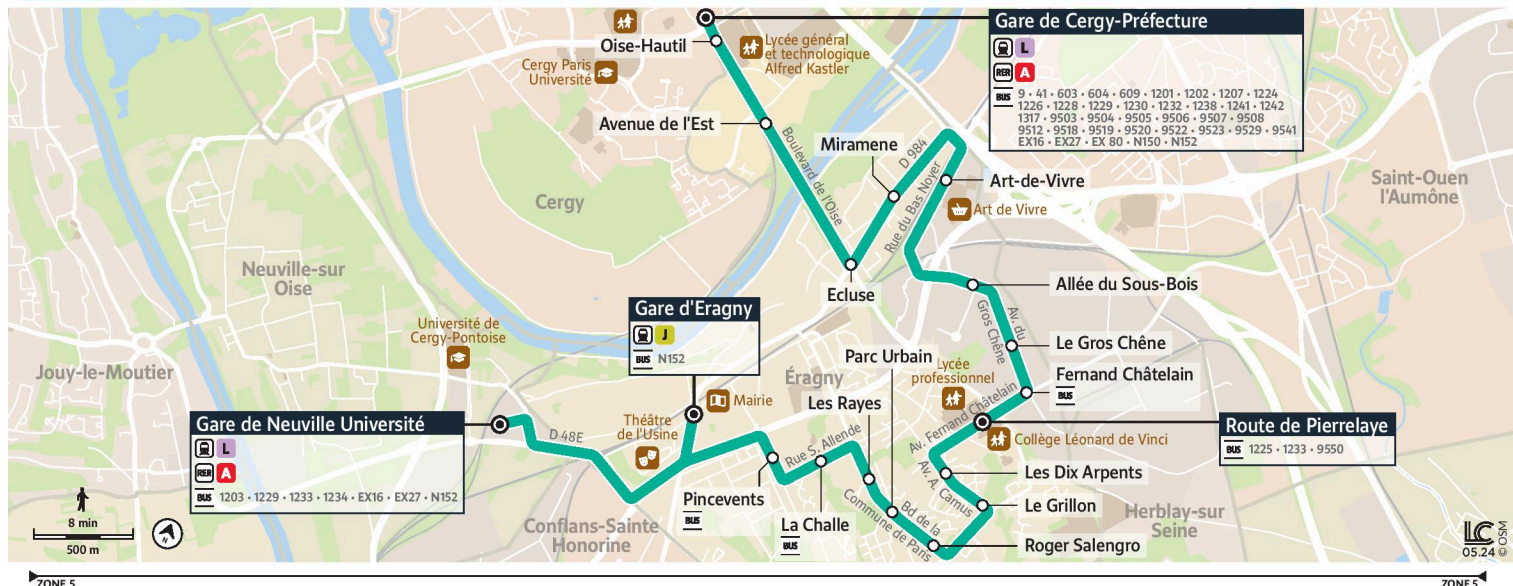 Gare de Cergy-Préfecture
L
RER A
BUS 9 • 41 • 603 • 604 • 609 • 1201 • 1202 • 1207 • 1224
1226 • 1228 • 1229 • 1230 • 1232 • 1238 • 1241 • 1242
1317 • 9503 • 9504 • 9505 • 9506 • 9507 • 9508
9512 • 9518 • 9519 • 9520 • 9522 • 9523 • 9529 • 9541
EX16 • EX27 • EX 80 • N150 • N152
Oise-Hautil
Lycée général
et technologique
Alfred Kastler
Cergy Paris
Université
Avenue de l'Est
Boulevard de l'Oise
Miramene
D 984
Rue du Bas Noyer
Art-de-Vivre
Art de Vivre
Saint-Ouen
l'Aumône
Cergy
Neuville-sur
Oise
Ecluse
Allée du Sous-Bois
Av. du
Gros Chêne
Le Gros Chêne
Gare d'Eragny
J
BUS N152
Université de
Cergy-Pontoise
Jouy-le-Moutier
Parc Urbain
Lycée
professionnel
Fernand Châtelain
BUS
Éragny
Les Rayes
Mairie
Théâtre
de l'Usine
Gare de Neuville Université
L
RER A
BUS 1203 • 1229 • 1233 • 1234 • EX16 • EX27 • N152
D 48E
Rue S. Allende
Av. Fernand Châtelain
Collège Léonard de Vinci
Route de Pierrelaye
BUS 1225 • 1233 • 9550
Av. A. Camus
Les Dix Arpents
Pincevents
BUS
La Challe
BUS
Bd de la
Commune de Paris
Le Grillon
Herblay-sur
Seine
Roger Salengro
Conflans-Sainte
Honorine
8 min
500 m
N
LC
05.24 © OSM
ZONE 5
ZONE 5